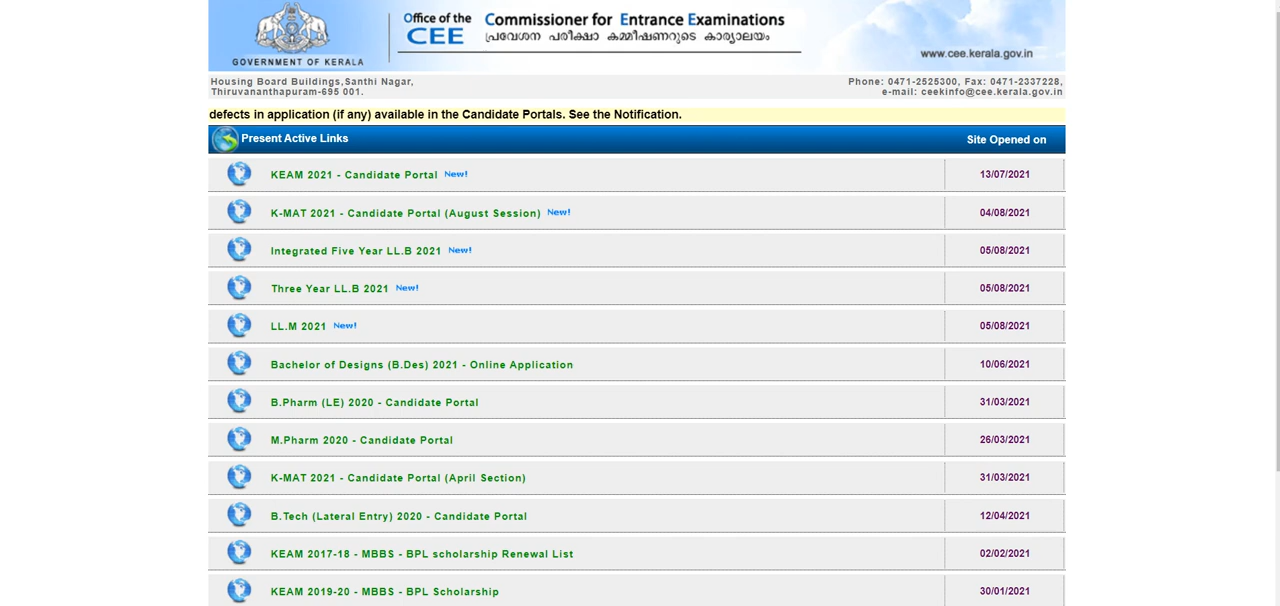 GOVERNMENT OF KERALA
Office of the
CEE
Commissioner for Entrance Examinations
പ്രവേശന പരീക്ഷാ കമ്മീഷണറുടെ കാര്യാലയം
www.cee.kerala.gov.in
Housing Board Buildings,Santhi Nagar,
Thiruvananthapuram-695 001.
Phone: 0471-2525300, Fax: 0471-2337228,
e-mail: ceekinfo@cee.kerala.gov.in
defects in application (if any) available in the Candidate Portals. See the Notification.
Present Active Links Site Opened on
KEAM 2021 - Candidate Portal New! 13/07/2021
K-MAT 2021 - Candidate Portal (August Session) New! 04/08/2021
Integrated Five Year LL.B 2021 New! 05/08/2021
Three Year LL.B 2021 New! 05/08/2021
LL.M 2021 New! 05/08/2021
Bachelor of Designs (B.Des) 2021 - Online Application 10/06/2021
B.Pharm (LE) 2020 - Candidate Portal 31/03/2021
M.Pharm 2020 - Candidate Portal 26/03/2021
K-MAT 2021 - Candidate Portal (April Section) 31/03/2021
B.Tech (Lateral Entry) 2020 - Candidate Portal 12/04/2021
KEAM 2017-18 - MBBS - BPL scholarship Renewal List 02/02/2021
KEAM 2019-20 - MBBS - BPL Scholarship 30/01/2021